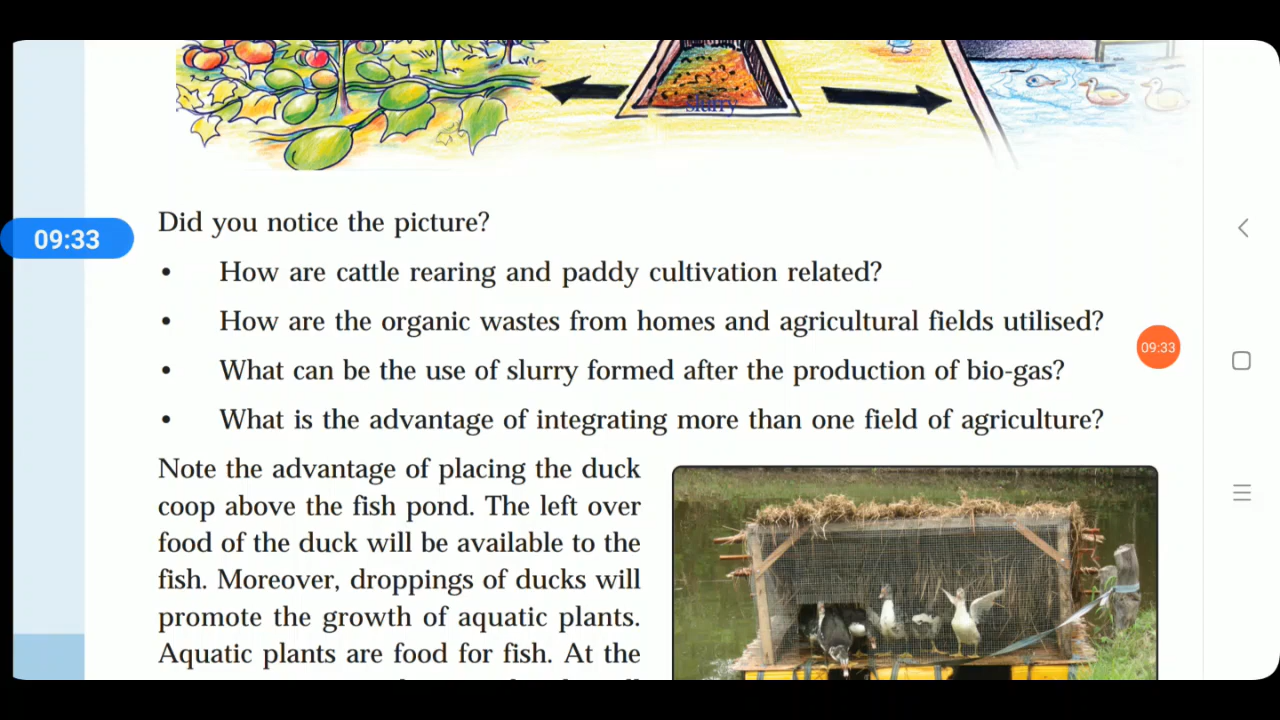 slurry
Did you notice the picture?
09:33
• How are cattle rearing and paddy cultivation related?
• How are the organic wastes from homes and agricultural fields utilised?
09:33
• What can be the use of slurry formed after the production of bio-gas?
• What is the advantage of integrating more than one field of agriculture?
Note the advantage of placing the duck
coop above the fish pond. The left over
food of the duck will be available to the
fish. Moreover, droppings of ducks will
promote the growth of aquatic plants.
Aquatic plants are food for fish. At the